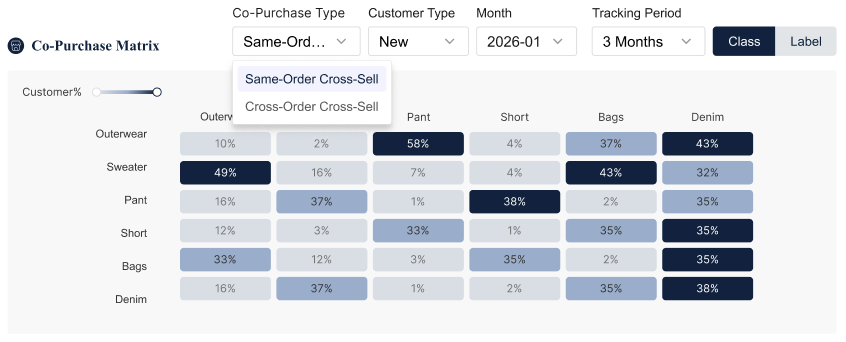 Co-Purchase Type Customer Type Month Tracking Period
Co-Purchase Matrix Same-Ord... New 2026-01 3 Months Class Label
Same-Order Cross-Sell
Customer%
Cross-Order Cross-Sell
Pant Short Bags Denim
Outerwear 10% 2% 58% 4% 37% 43%
Sweater 49% 16% 7% 4% 43% 32%
Pant 16% 37% 1% 38% 2% 35%
Short 12% 3% 33% 1% 35% 35%
Bags 33% 12% 3% 35% 2% 35%
Denim 16% 37% 1% 2% 35% 38%